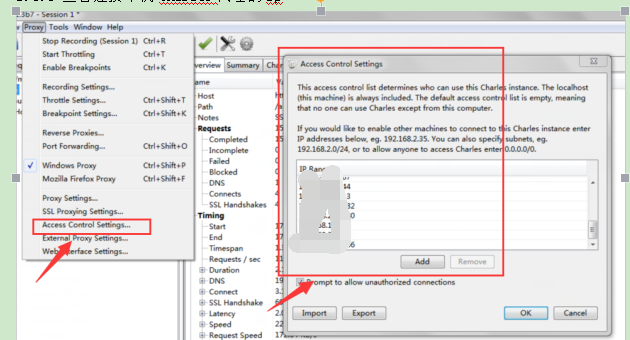 3b7 - Session 1 *
Proxy Tools Window Help
Stop Recording (Session 1) Ctrl+R
Start Throttling Ctrl+T
Enable Breakpoints Ctrl+K
Recording Settings...
Throttle Settings... Ctrl+Shift+T
Breakpoint Settings... Ctrl+Shift+K
Reverse Proxies...
Port Forwarding... Ctrl+Shift+O
Windows Proxy Ctrl+Shift+P
Mozilla Firefox Proxy Ctrl+Shift+F
Proxy Settings...
SSL Proxying Settings...
Access Control Settings...
External Proxy Settings...
Web Interface Settings...
Overview Summary
Host
Path
Notes
Requests
Completed
Incomplete
Failed
Blocked
DNS
Connects
SSL Handshakes
Timing
Start
End
Timespan
Requests / sec
Duration
DNS
Connect
SSL Handshake
Latency
Speed
Request Speed
Access Control Settings
This access control list determines who can use this Charles instance. The localhost
(this machine) is always included. The default access control list is empty, meaning
that no one can use Charles except from this computer.
If you would like to enable other machines to connect to this Charles instance enter
IP addresses below, eg. 192.168.2.35. You can also specify subnets, eg.
192.168.2.0/24, or to allow anyone to access Charles enter 0.0.0.0/0.
IP Range
Add Remove
Prompt to allow unauthorized connections
Import Export OK Cancel